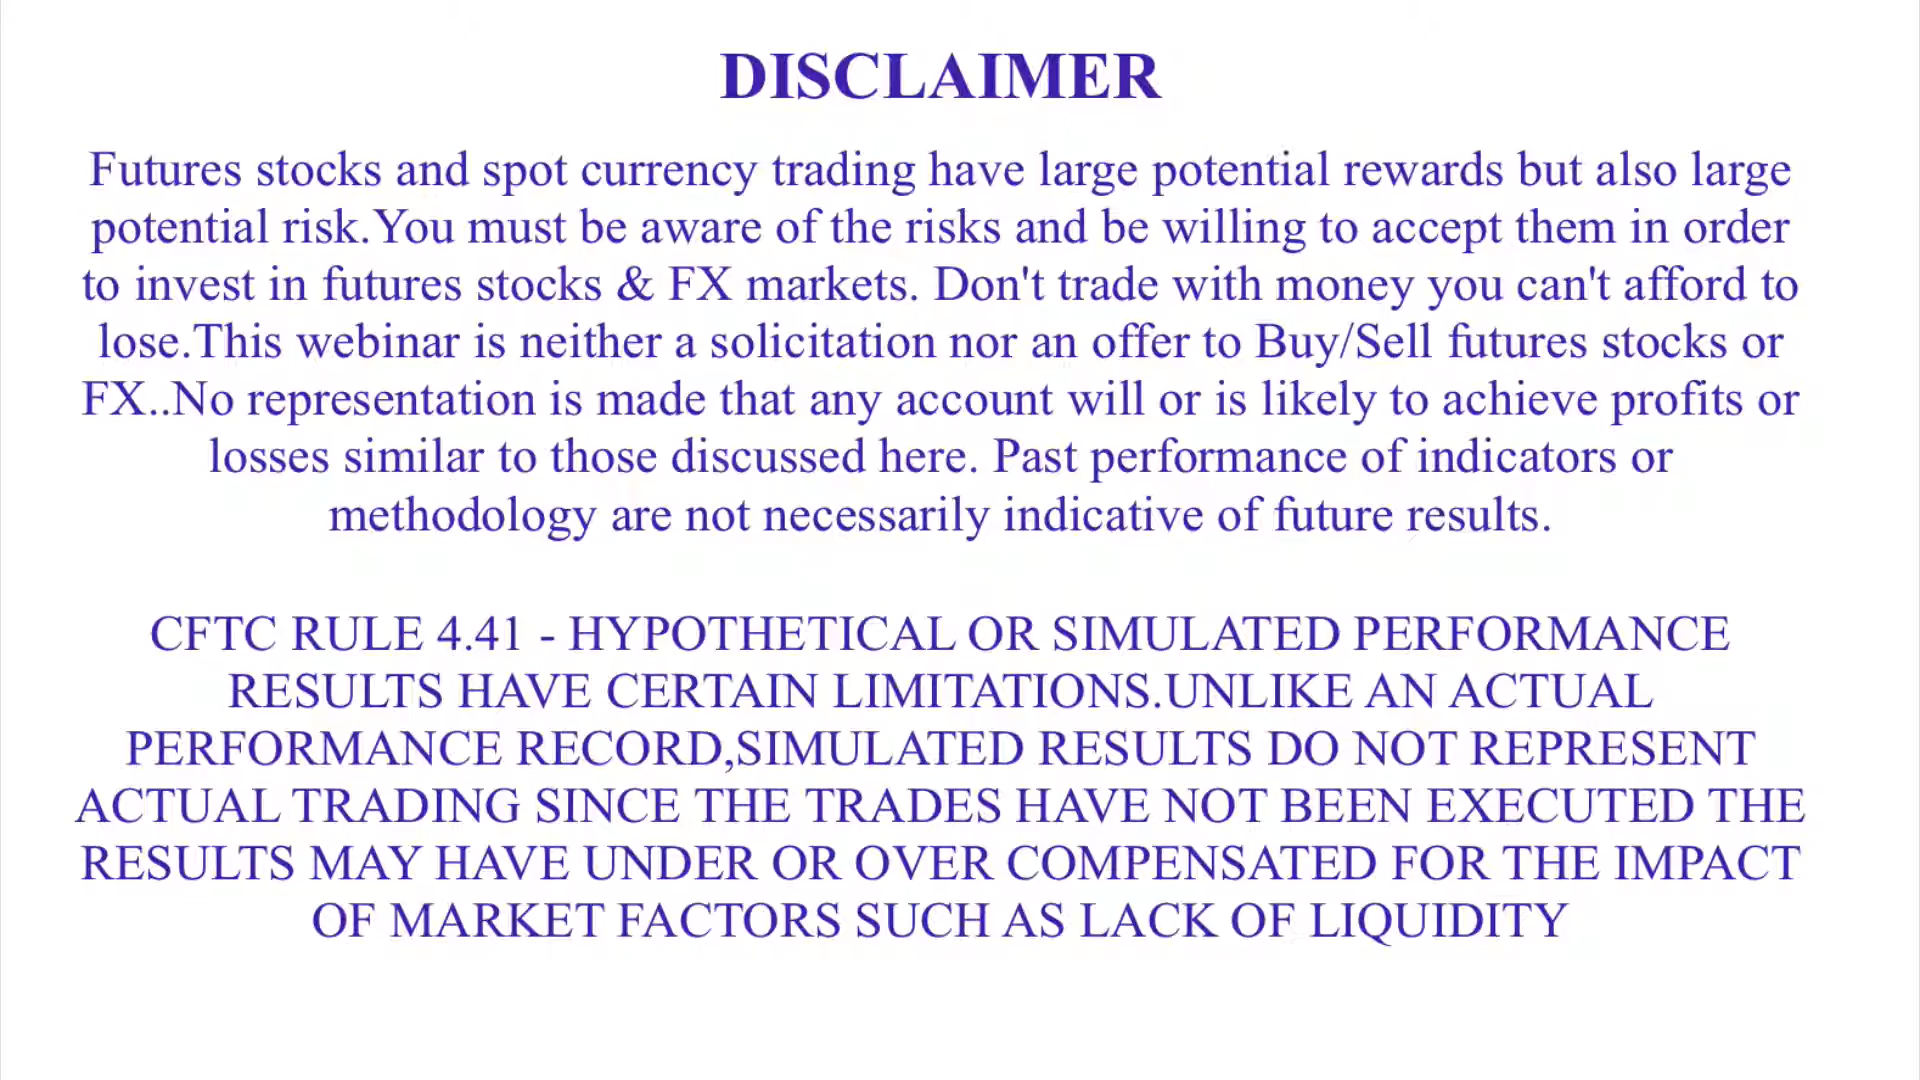 DISCLAIMER
Futures stocks and spot currency trading have large potential rewards but also large
potential risk.You must be aware of the risks and be willing to accept them in order
to invest in futures stocks & FX markets. Don't trade with money you can't afford to
lose.This webinar is neither a solicitation nor an offer to Buy/Sell futures stocks or
FX..No representation is made that any account will or is likely to achieve profits or
losses similar to those discussed here. Past performance of indicators or
methodology are not necessarily indicative of future results.
CFTC RULE 4.41 - HYPOTHETICAL OR SIMULATED PERFORMANCE
RESULTS HAVE CERTAIN LIMITATIONS.UNLIKE AN ACTUAL
PERFORMANCE RECORD,SIMULATED RESULTS DO NOT REPRESENT
ACTUAL TRADING SINCE THE TRADES HAVE NOT BEEN EXECUTED THE
RESULTS MAY HAVE UNDER OR OVER COMPENSATED FOR THE IMPACT
OF MARKET FACTORS SUCH AS LACK OF LIQUIDITY